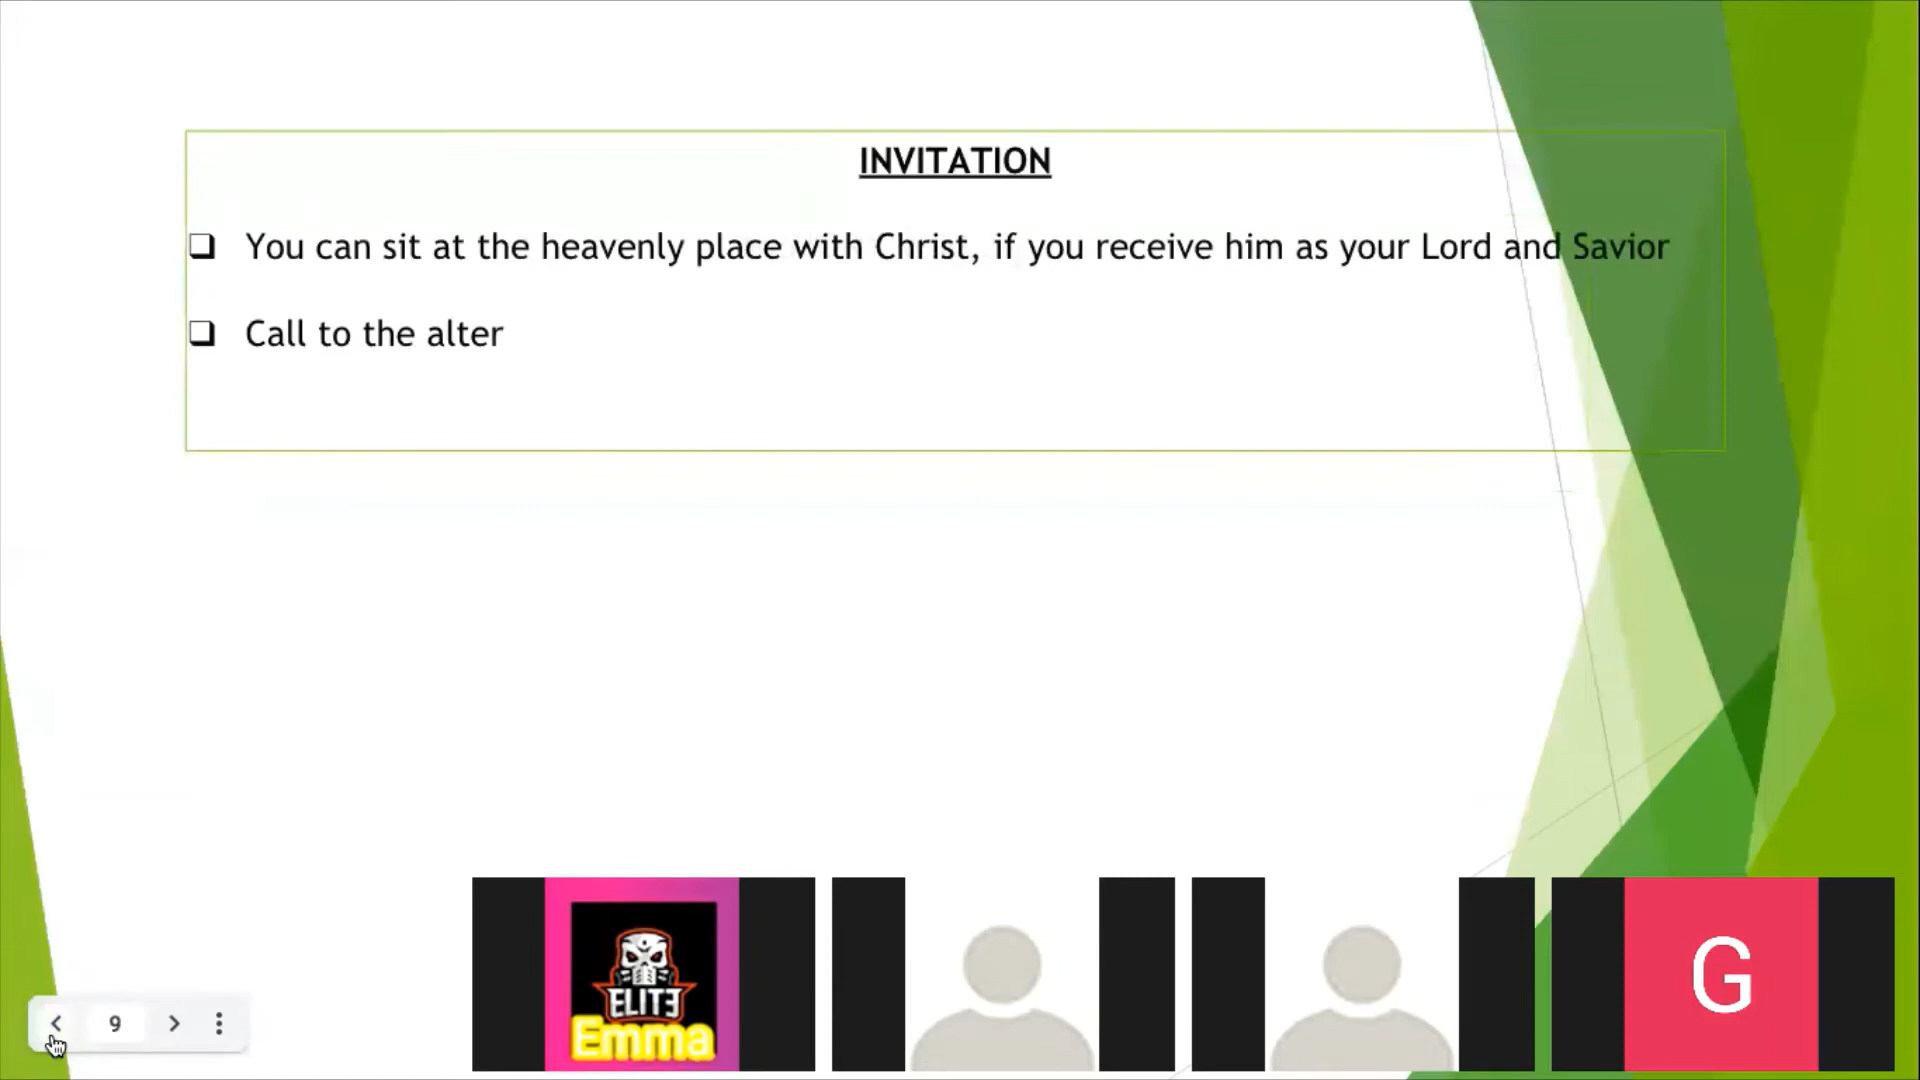 INVITATION
You can sit at the heavenly place with Christ, if you receive him as your Lord and Savior
Call to the alter
9
ELITE
Emma
G